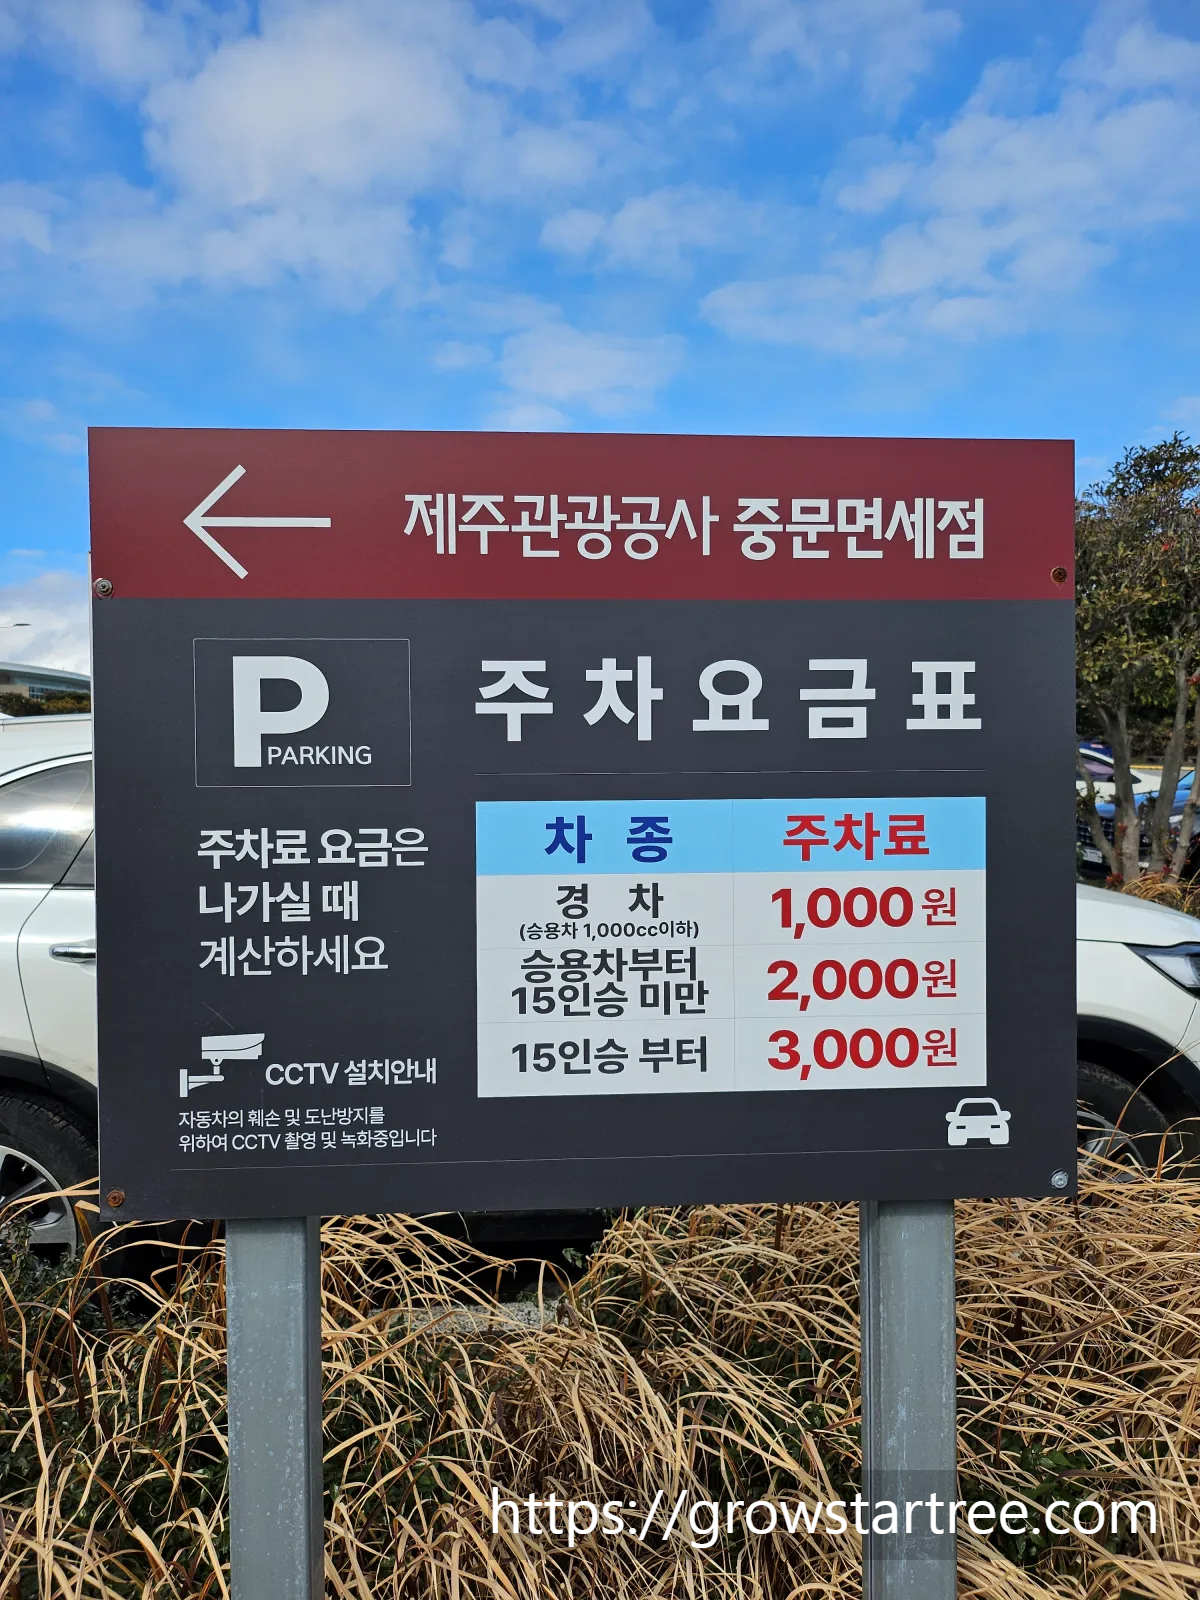 제주관광공사 중문면세점
P
PARKING
주차요금표
주차료 요금은
나가실 때
계산하세요
차 종 주차료
경 차
(승용차 1,000cc이하)
1,000원
승용차부터
15인승 미만
2,000원
15인승 부터 3,000원
CCTV 설치안내
자동차의 훼손 및 도난방지를
위하여 CCTV 촬영 및 녹화중입니다
https://growstartree.com